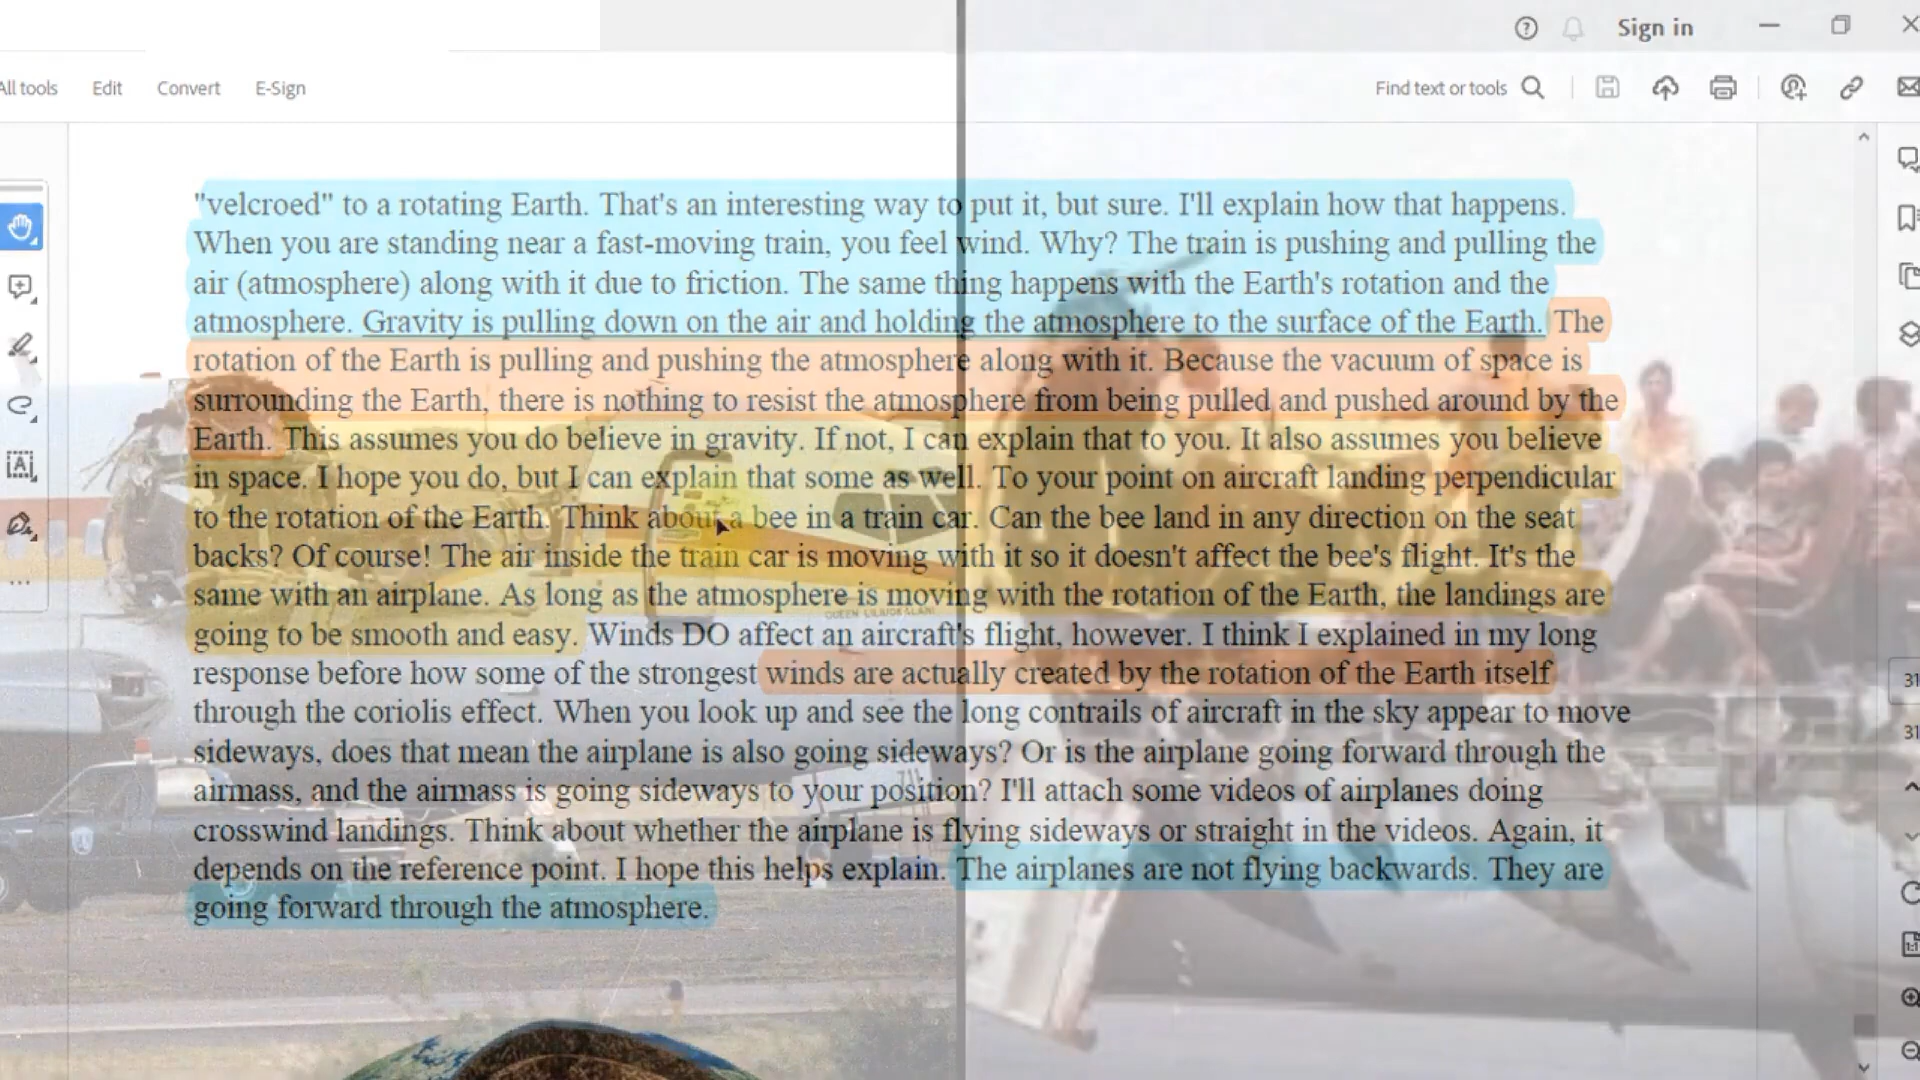 Sign in
All tools Edit Convert E-Sign Find text or tools
"velcroed" to a rotating Earth. That's an interesting way to put it, but sure. I'll explain how that happens.
When you are standing near a fast-moving train, you feel wind. Why? The train is pushing and pulling the
air (atmosphere) along with it due to friction. The same thing happens with the Earth's rotation and the
atmosphere. Gravity is pulling down on the air and holding the atmosphere to the surface of the Earth. The
rotation of the Earth is pulling and pushing the atmosphere along with it. Because the vacuum of space is
surrounding the Earth, there is nothing to resist the atmosphere from being pulled and pushed around by the
Earth. This assumes you do believe in gravity. If not, I can explain that to you. It also assumes you believe
in space. I hope you do, but I can explain that some as well. To your point on aircraft landing perpendicular
to the rotation of the Earth. Think about a bee in a train car. Can the bee land in any direction on the seat
backs? Of course! The air inside the train car is moving with it so it doesn't affect the bee's flight. It's the
same with an airplane. As long as the atmosphere is moving with the rotation of the Earth, the landings are
QUEEN LILIUOKALANI
going to be smooth and easy. Winds DO affect an aircraft's flight, however. I think I explained in my long
response before how some of the strongest winds are actually created by the rotation of the Earth itself
31
through the coriolis effect. When you look up and see the long contrails of aircraft in the sky appear to move
31
sideways, does that mean the airplane is also going sideways? Or is the airplane going forward through the
711
airmass, and the airmass is going sideways to your position? I'll attach some videos of airplanes doing
crosswind landings. Think about whether the airplane is flying sideways or straight in the videos. Again, it
depends on the reference point. I hope this helps explain. The airplanes are not flying backwards. They are
going forward through the atmosphere.